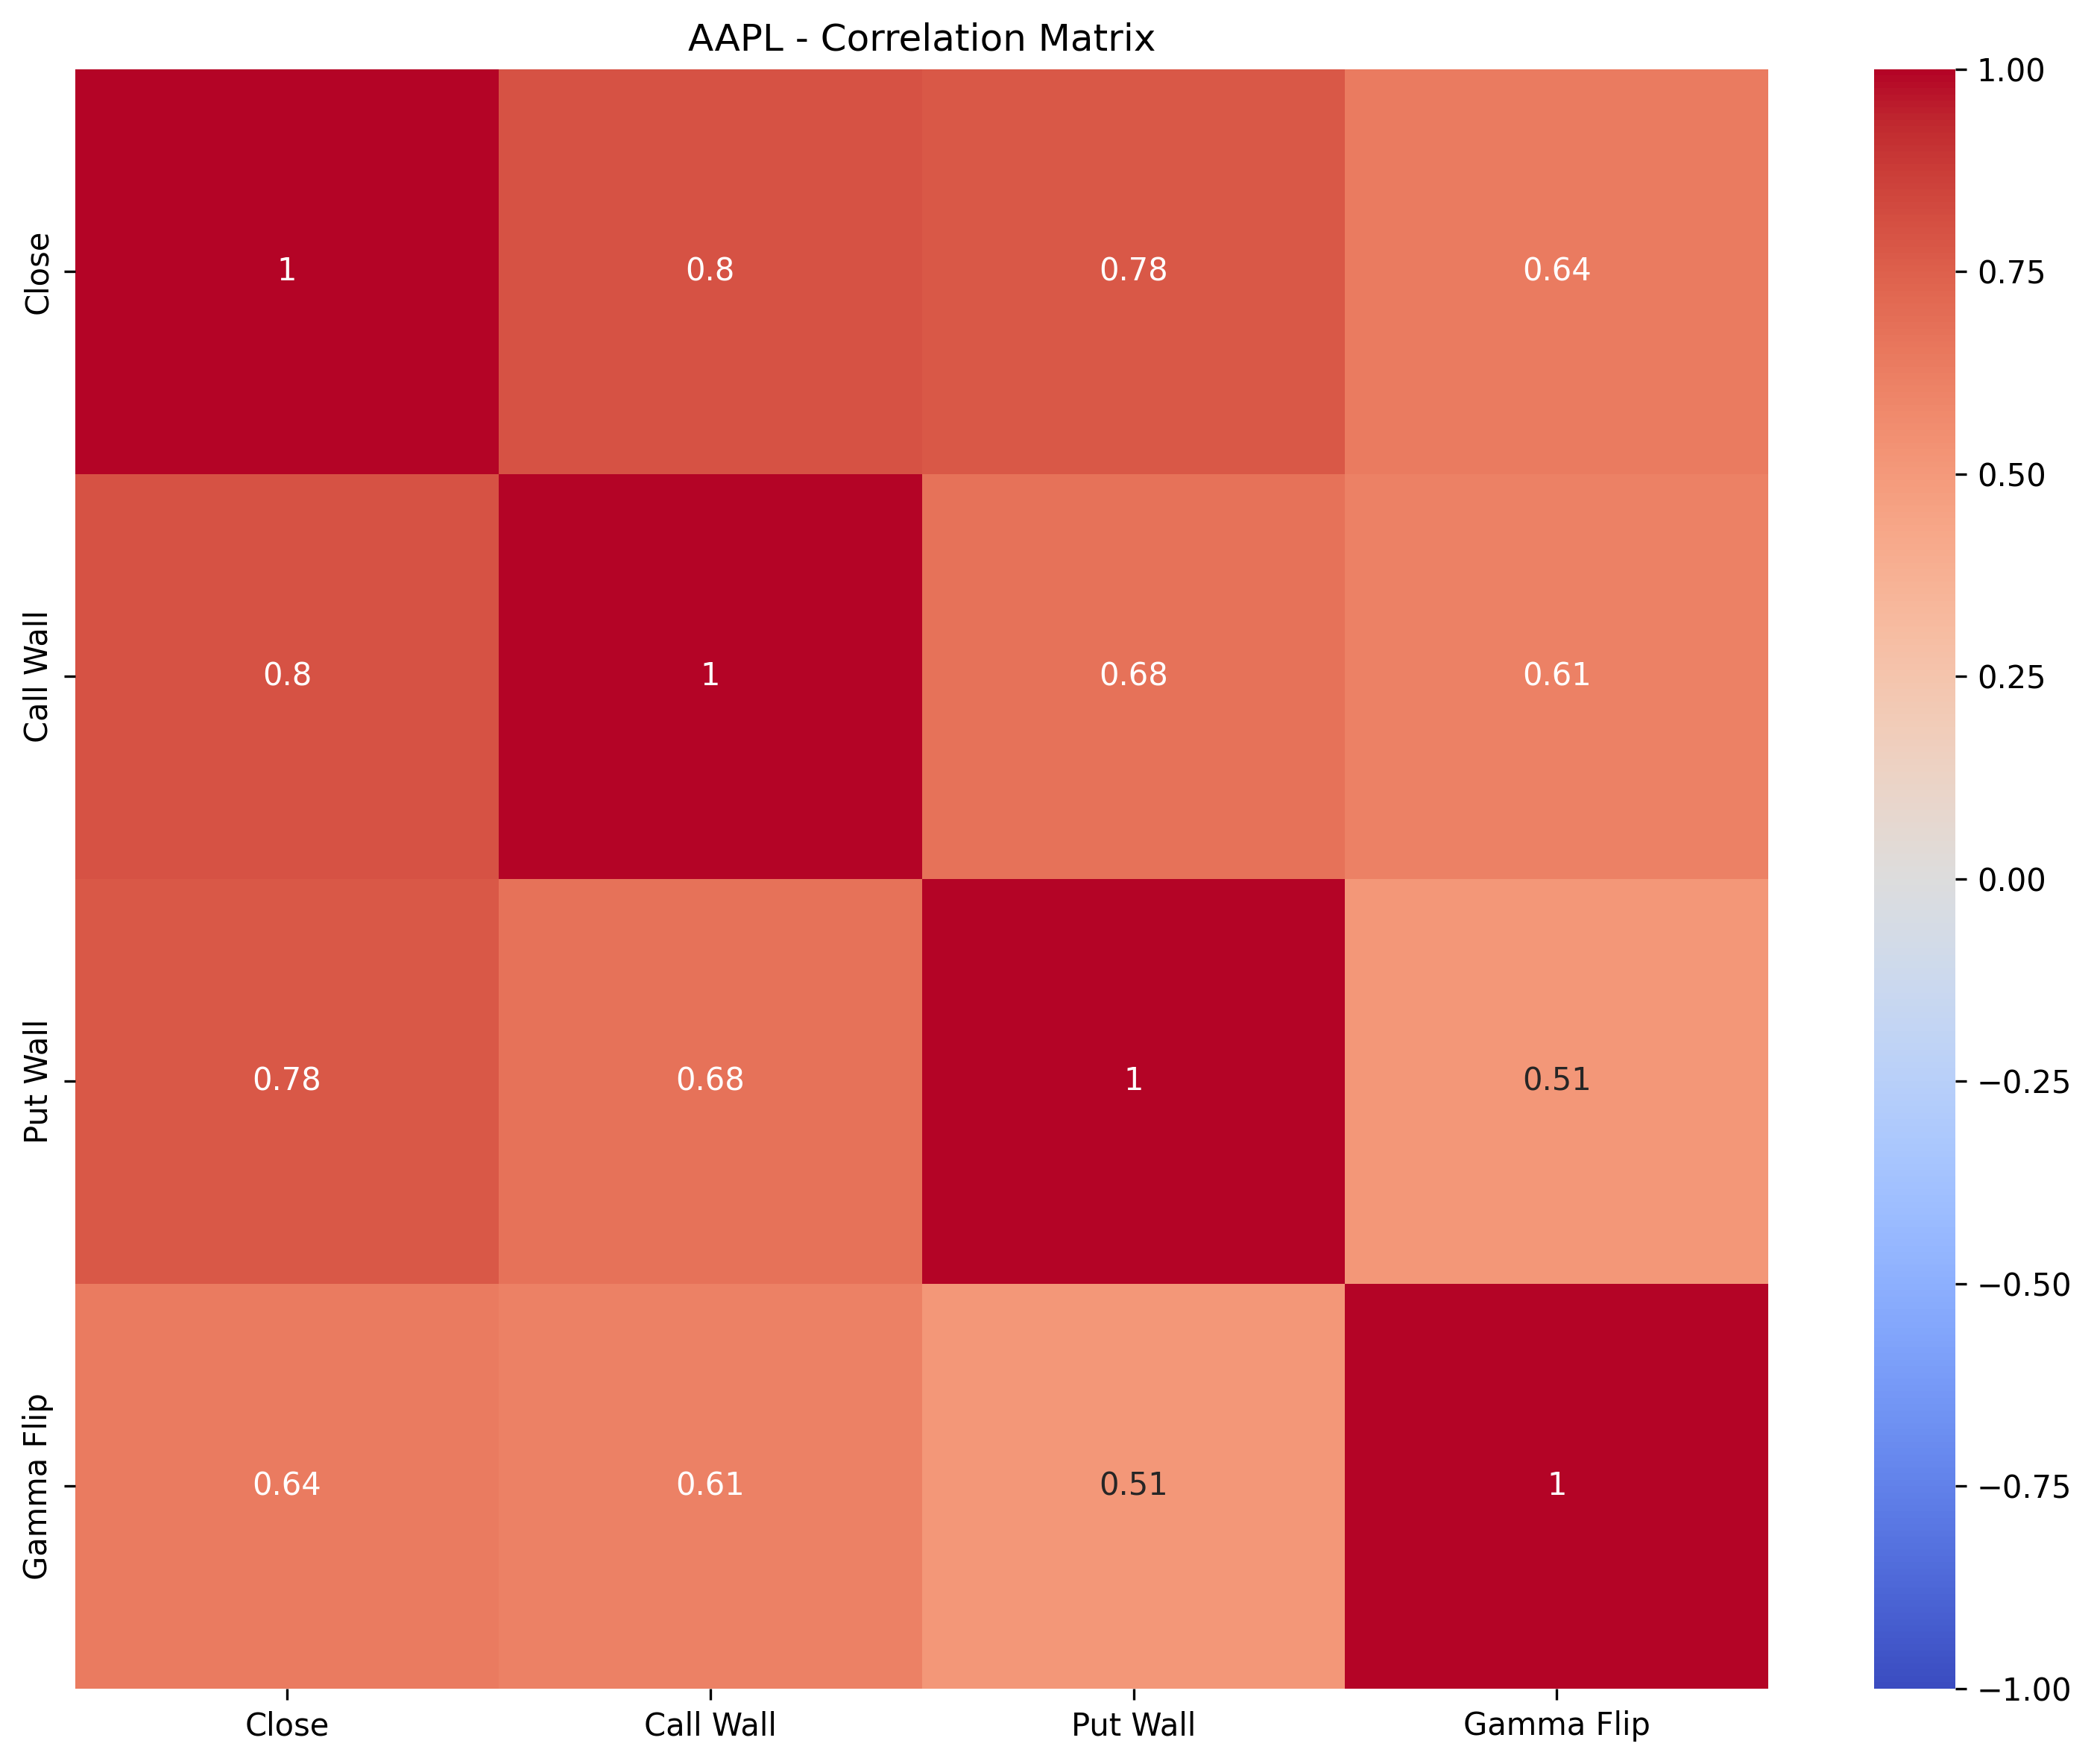 AAPL - Correlation Matrix
Close 1 0.8 0.78 0.64
Call Wall 0.8 1 0.68 0.61
Put Wall 0.78 0.68 1 0.51
Gamma Flip 0.64 0.61 0.51 1
Close Call Wall Put Wall Gamma Flip
1.00
0.75
0.50
0.25
0.00
−0.25
−0.50
−0.75
−1.00